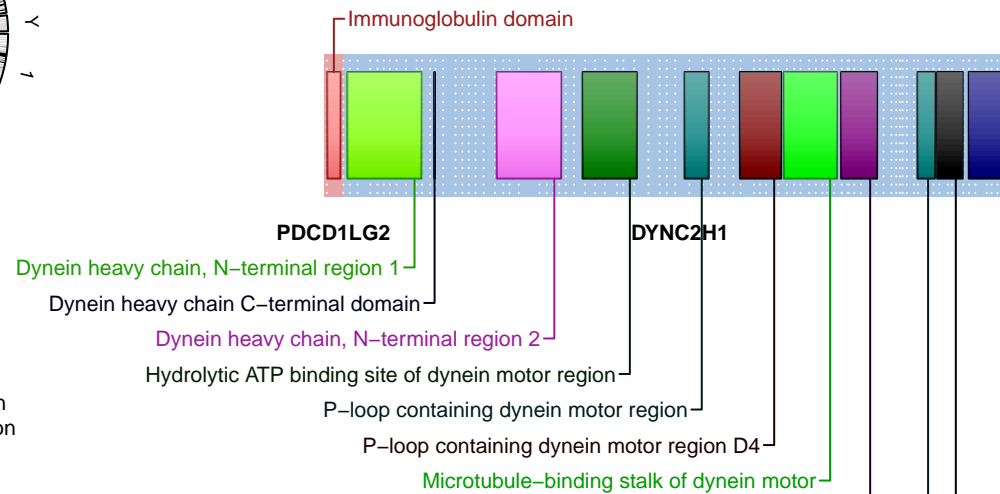 Y
1
Immunoglobulin domain
PDCD1LG2
DYNC2H1
Dynein heavy chain, N−terminal region 1
Dynein heavy chain C−terminal domain
Dynein heavy chain, N−terminal region 2
Hydrolytic ATP binding site of dynein motor region
P−loop containing dynein motor region
P−loop containing dynein motor region D4
Microtubule−binding stalk of dynein motor